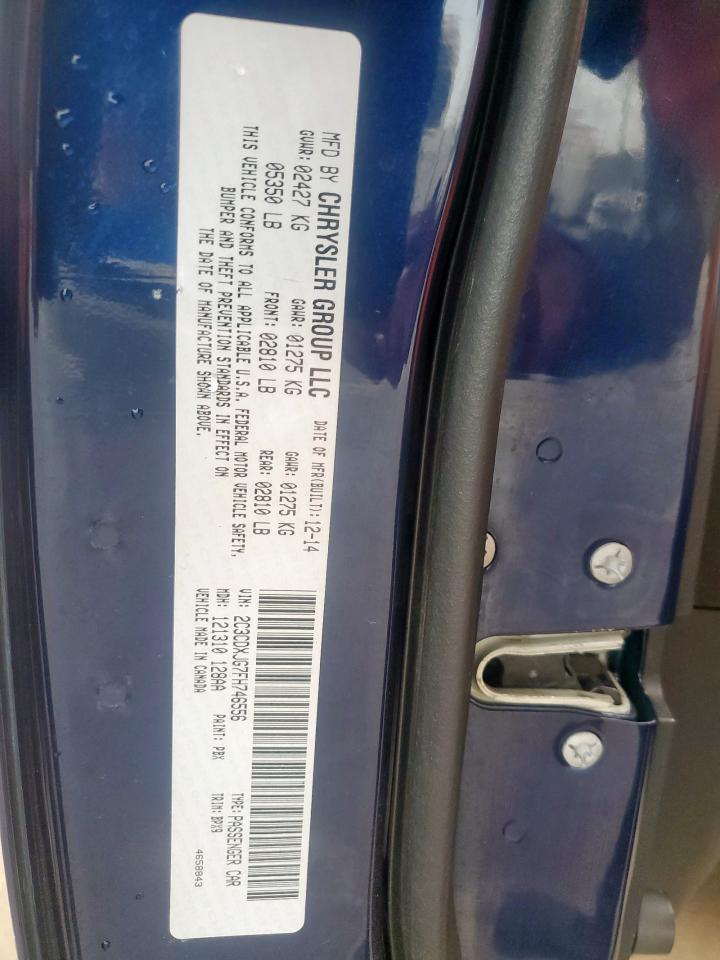 MFD BY CHRYSLER GROUP LLC
DATE OF MFR(BUILT): 12-14
GVWR: 02427 KG GAWR: 01275 KG GAWR: 01275 KG
05350 LB FRONT: 02810 LB REAR: 02810 LB
THIS VEHICLE CONFORMS TO ALL APPLICABLE U.S.A. FEDERAL MOTOR VEHICLE SAFETY,
BUMPER AND THEFT PREVENTION STANDARDS IN EFFECT ON
THE DATE OF MANUFACTURE SHOWN ABOVE.
VIN: 2C3CDXJG7FH746556 TYPE: PASSENGER CAR
MDH: 121310 128AA PAINT: PBX TRIM: BPX9
VEHICLE MADE IN CANADA
4658843